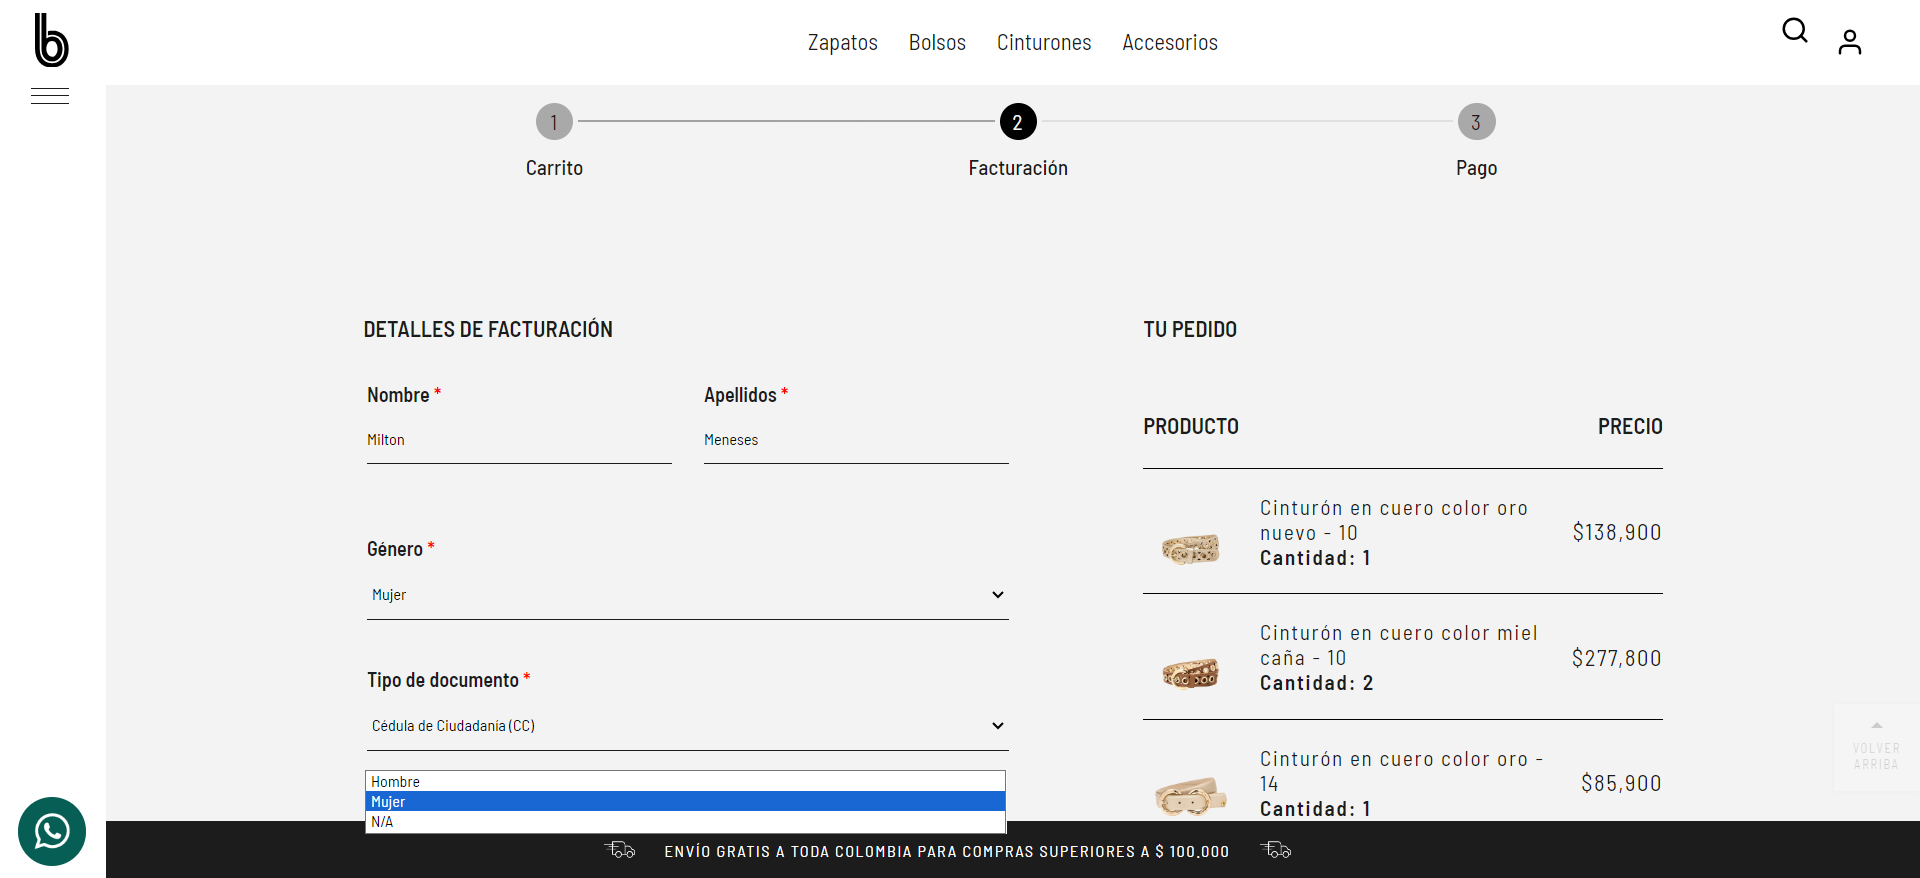 b
Zapatos Bolsos Cinturones Accesorios
1 2 3
Carrito Facturación Pago
DETALLES DE FACTURACIÓN
Nombre * Apellidos *
Milton Meneses
Género *
Mujer
Tipo de documento *
Cédula de Ciudadanía (CC)
Hombre
Mujer
N/A
TU PEDIDO
PRODUCTO PRECIO
Cinturón en cuero color oro
nuevo - 10
Cantidad: 1
$138,900
Cinturón en cuero color miel
caña - 10
Cantidad: 2
$277,800
Cinturón en cuero color oro -
14
Cantidad: 1
$85,900
VOLVER
ARRIBA
ENVÍO GRATIS A TODA COLOMBIA PARA COMPRAS SUPERIORES A $ 100.000